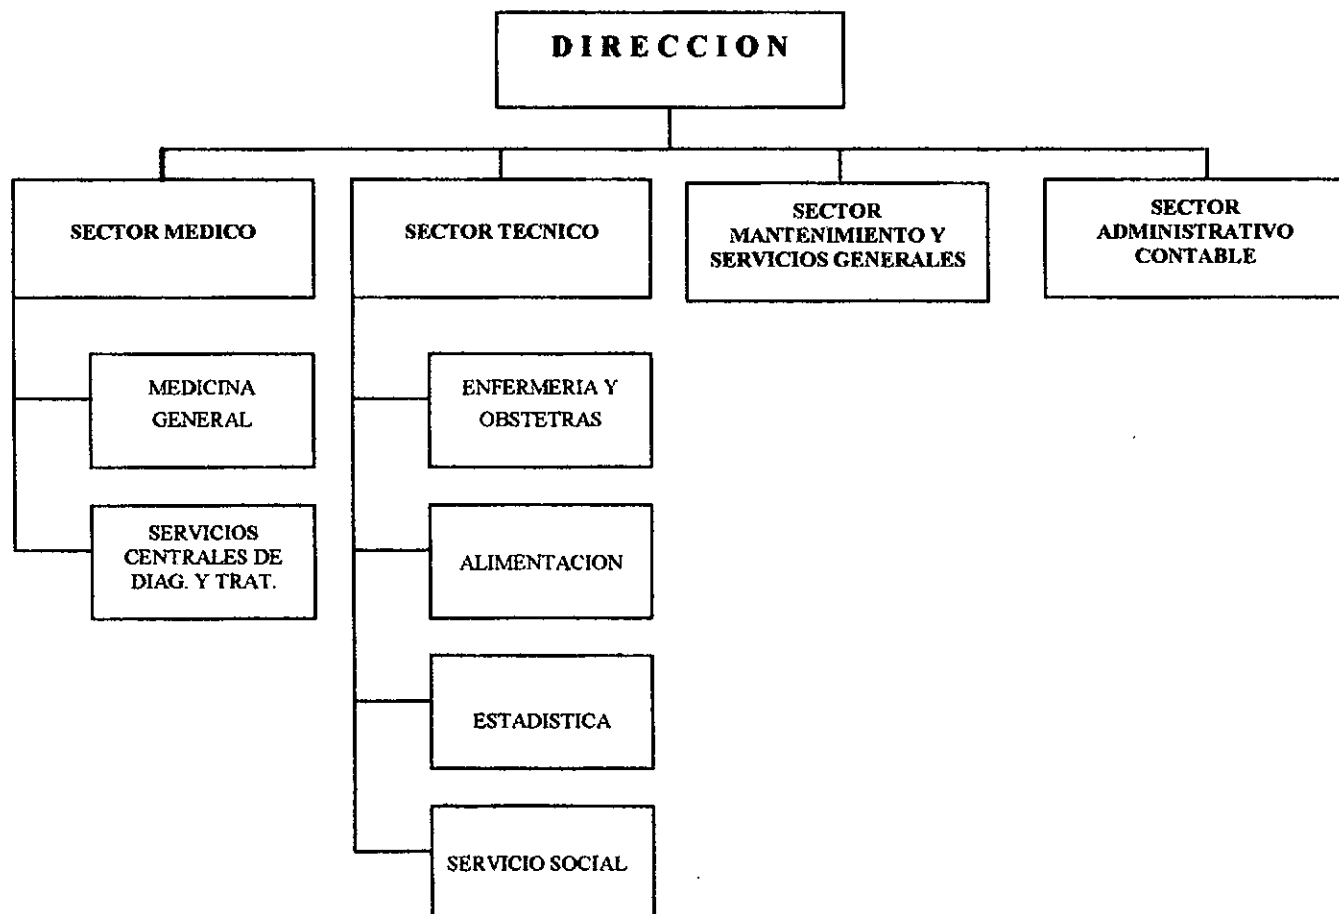 DIRECCION
SECTOR MEDICO
SECTOR TECNICO
SECTOR
MANTENIMIENTO Y
SERVICIOS GENERALES
SECTOR
ADMINISTRATIVO
CONTABLE
MEDICINA
GENERAL
SERVICIOS
CENTRALES DE
DIAG. Y TRAT.
ENFERMERIA Y
OBSTETRAS
ALIMENTACION
ESTADISTICA
SERVICIO SOCIAL